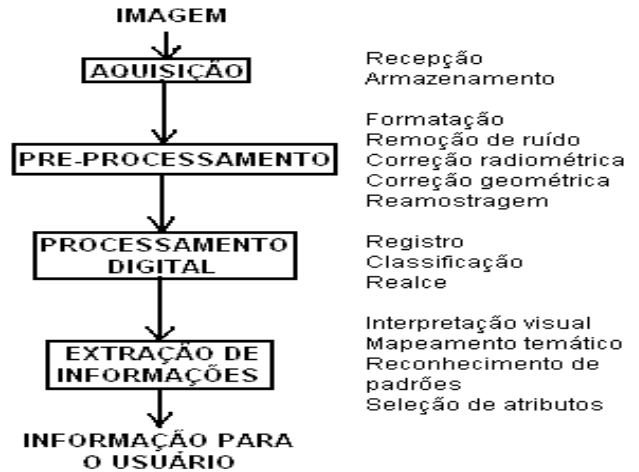 IMAGEM
AQUISIÇÃO
Recepção
Armazenamento
PRE-PROCESSAMENTO
Formatação
Remoção de ruído
Correção radiométrica
Correção geométrica
Reamostragem
PROCESSAMENTO
DIGITAL
Registro
Classificação
Realce
EXTRAÇÃO DE
INFORMAÇÕES
Interpretação visual
Mapeamento temático
Reconhecimento de
padrões
Seleção de atributos
INFORMAÇÃO PARA
O USUÁRIO